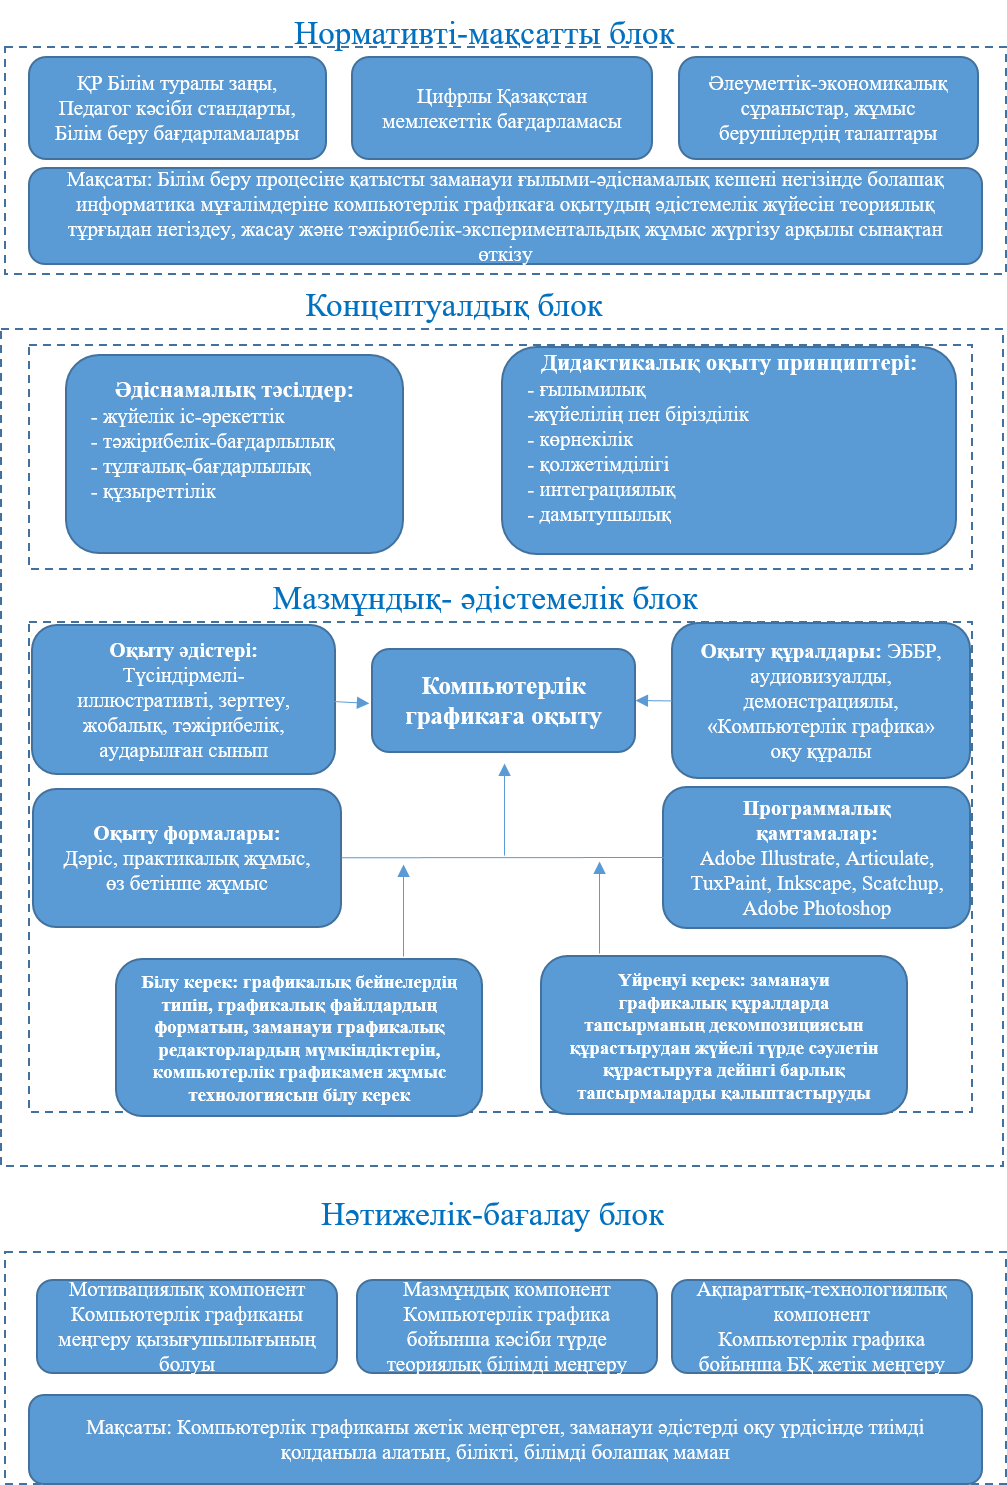 Нормативті-мақсатты блок
ҚР Білім туралы заңы,
Педагог кәсіби стандарты,
Білім беру бағдарламалары
Цифрлы Қазақстан
мемлекеттік бағдарламасы
Әлеуметтік-экономикалық
сұраныстар, жұмыс
берушілердің талаптары
Мақсаты: Білім беру процесіне қатысты заманауи ғылыми-әдіснамалық кешені негізінде болашақ
информатика мұғалімдеріне компьютерлік графикаға оқытудың әдістемелік жүйесін теориялық
тұрғыдан негіздеу, жасау және тәжірибелік-экспериментальдық жұмыс жүргізу арқылы сынақтан
өткізу
Концептуалдық блок
Әдіснамалық тәсілдер:
- жүйелік іс-әрекеттік
- тәжірибелік-бағдарлылық
- тұлғалық-бағдарлылық
- құзыреттілік
Дидактикалық оқыту принциптері:
- ғылымилық
-жүйелілің пен бірізділік
- көрнекілік
- қолжетімділігі
- интеграциялық
- дамытушылық
Мазмұндық- әдістемелік блок
Оқыту әдістері:
Түсіндірмелі-
иллюстративті, зерттеу,
жобалық, тәжірибелік,
аударылған сынып
Компьютерлік
графикаға оқыту
Оқыту құралдары: ЭББР,
аудиовизуалды,
демонстрациялы,
«Компьютерлік графика»
оқу құралы
Оқыту формалары:
Дәріс, практикалық жұмыс,
өз бетінше жұмыс
Программалық
қамтамалар:
Adobe Illustrate, Articulate,
TuxPaint, Inkscape, Scatchup,
Adobe Photoshop
Білу керек: графикалық бейнелердің
типін, графикалық файлдардың
форматын, заманауи графикалық
редакторлардың мүмкіндіктерін,
компьютерлік графикамен жұмыс
технологиясын білу керек
Үйренуі керек: заманауи
графикалық құралдарда
тапсырманың декомпозициясын
құрастырудан жүйелі түрде сәулетін
құрастыруға дейінгі барлық
тапсырмаларды қалыптастыруды
Нәтижелік-бағалау блок
Мотивациялық компонент
Компьютерлік графиканы
меңгеру қызығушылығының
болуы
Мазмұндық компонент
Компьютерлік графика
бойынша кәсіби түрде
теориялық білімді меңгеру
Ақпараттық-технологиялық
компонент
Компьютерлік графика
бойынша БҚ жетік меңгеру
Мақсаты: Компьютерлік графиканы жетік меңгерген, заманауи әдістерді оқу үрдісінде тиімді
қолданыла алатын, білікті, білімді болашақ маман